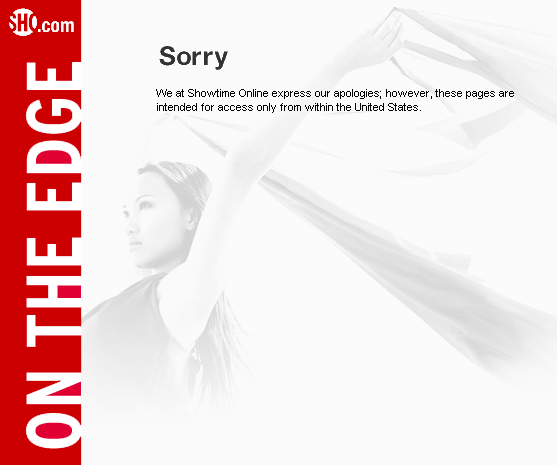 SHO.com
Sorry
We at Showtime Online express our apologies; however, these pages are
intended for access only from within the United States.
ON THE EDGE